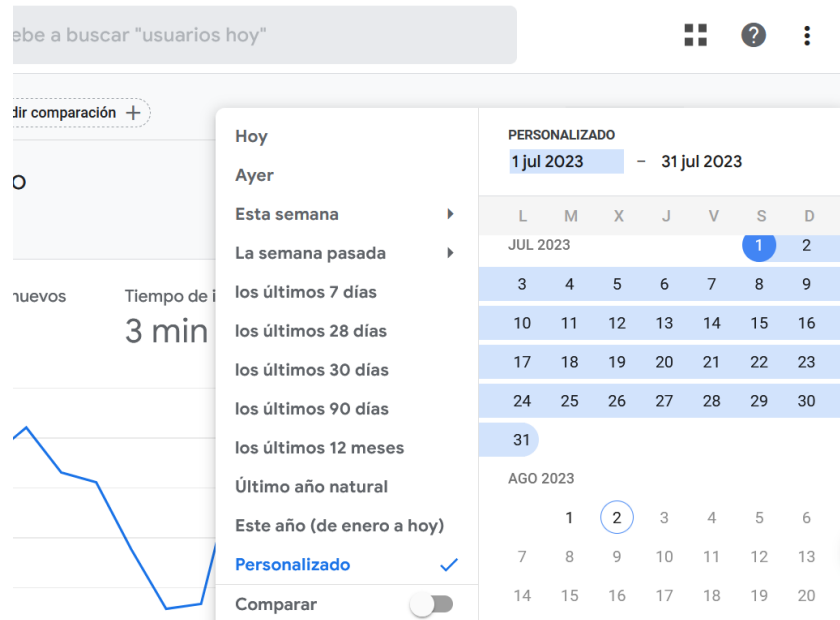 ebe a buscar "usuarios hoy"
dir comparación
o
nuevos
Tiempo de i
3 min
Hoy
Ayer
Esta semana
La semana pasada
los últimos 7 días
los últimos 28 días
los últimos 30 días
los últimos 90 días
los últimos 12 meses
Último año natural
Este año (de enero a hoy)
Personalizado
Comparar
PERSONALIZADO
1 jul 2023 – 31 jul 2023
L M X J V S D
JUL 2023 1 2
3 4 5 6 7 8 9
10 11 12 13 14 15 16
17 18 19 20 21 22 23
24 25 26 27 28 29 30
31
AGO 2023
1 2 3 4 5 6
7 8 9 10 11 12 13
14 15 16 17 18 19 20